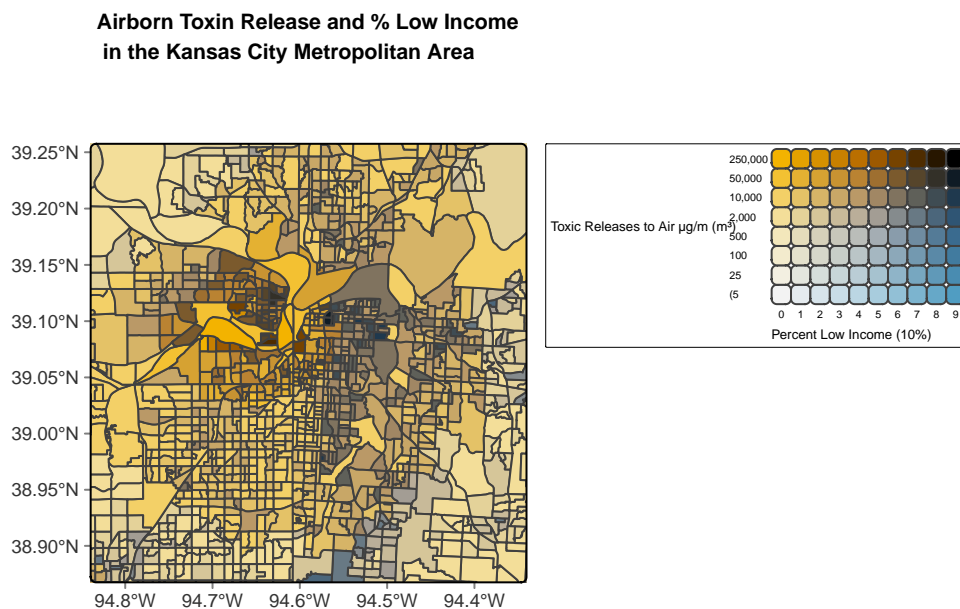 Airborn Toxin Release and % Low Income
in the Kansas City Metropolitan Area
39.25°N
39.20°N
39.15°N
39.10°N
39.05°N
39.00°N
38.95°N
38.90°N
94.8°W 94.7°W 94.6°W 94.5°W 94.4°W
Toxic Releases to Air µg/m (m³)
250,000
50,000
10,000
2,000
500
100
25
(5
0 1 2 3 4 5 6 7 8 9
Percent Low Income (10%)